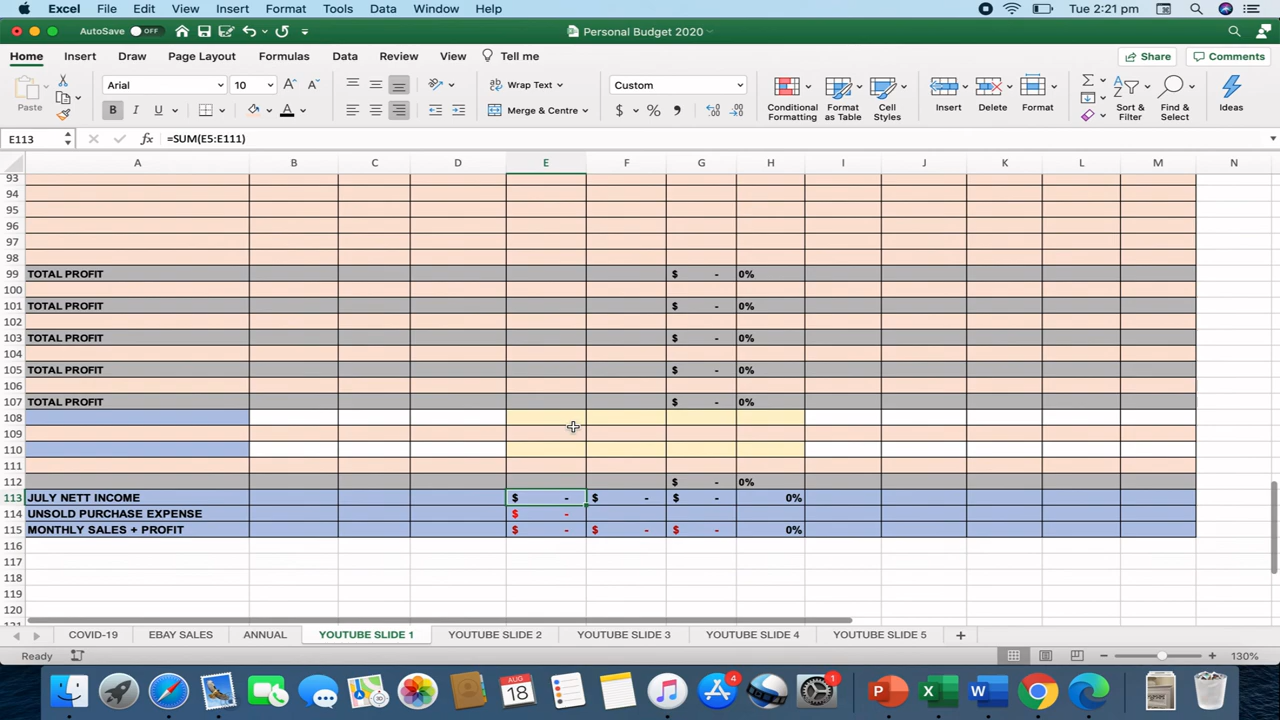 Excel File Edit View Insert Format Tools Data Window Help Tue 2:21 pm
AutoSave OFF Personal Budget 2020
Home Insert Draw Page Layout Formulas Data Review View Tell me Share Comments
Paste Arial 10 A A Wrap Text Custom Conditional Formatting Format as Table Cell Styles Insert Delete Format Sort & Filter Find & Select Ideas
B I U A Merge & Centre $ % 
E113 fx =SUM(E5:E111)
A B C D E F G H I J K L M N
93
94
95
96
97
98
99 TOTAL PROFIT $ - 0%
100
101 TOTAL PROFIT $ - 0%
102
103 TOTAL PROFIT $ - 0%
104
105 TOTAL PROFIT $ - 0%
106
107 TOTAL PROFIT $ - 0%
108
109
110
111
112 $ - 0%
113 JULY NETT INCOME $ - $ - $ - 0%
114 UNSOLD PURCHASE EXPENSE $ -
115 MONTHLY SALES + PROFIT $ - $ - $ - 0%
116
117
118
119
120
COVID-19 EBAY SALES ANNUAL YOUTUBE SLIDE 1 YOUTUBE SLIDE 2 YOUTUBE SLIDE 3 YOUTUBE SLIDE 4 YOUTUBE SLIDE 5
Ready 130%
AUG 18 4 P X W 1